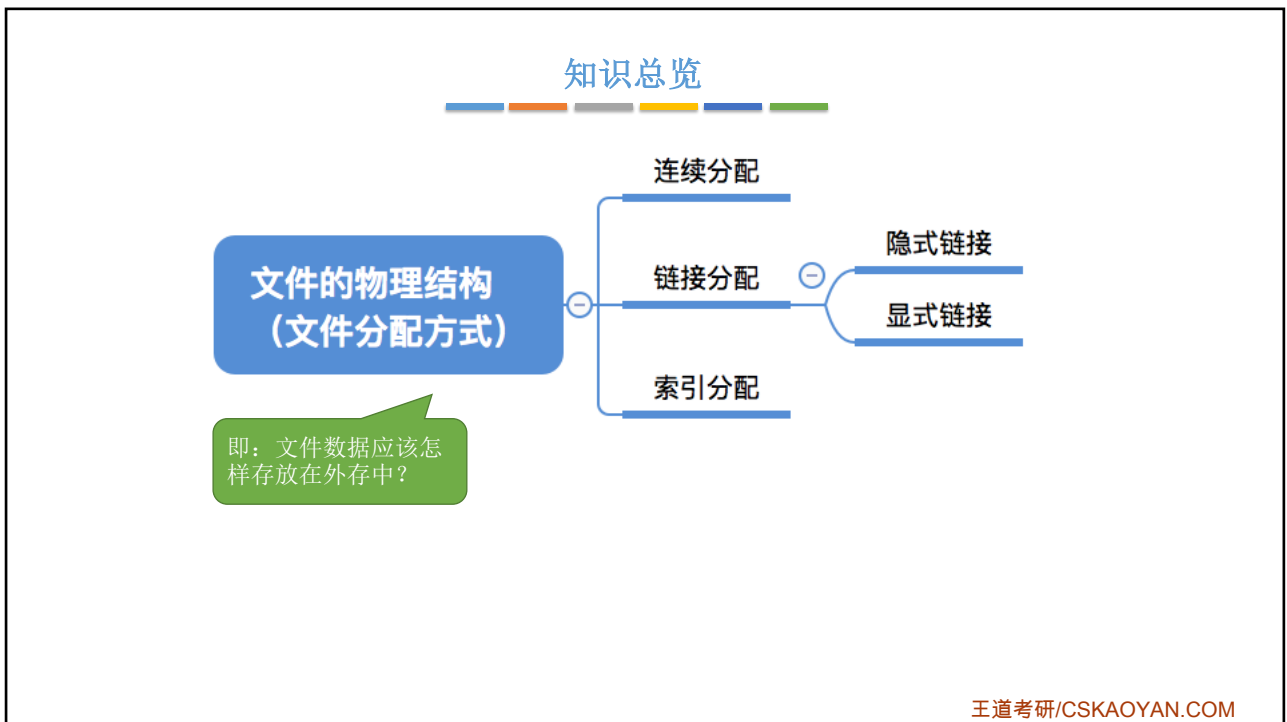 知识总览
连续分配
隐式链接
文件的物理结构
（文件分配方式）
链接分配
显式链接
索引分配
即：文件数据应该怎
样存放在外存中？
王道考研/CSKAOYAN.COM